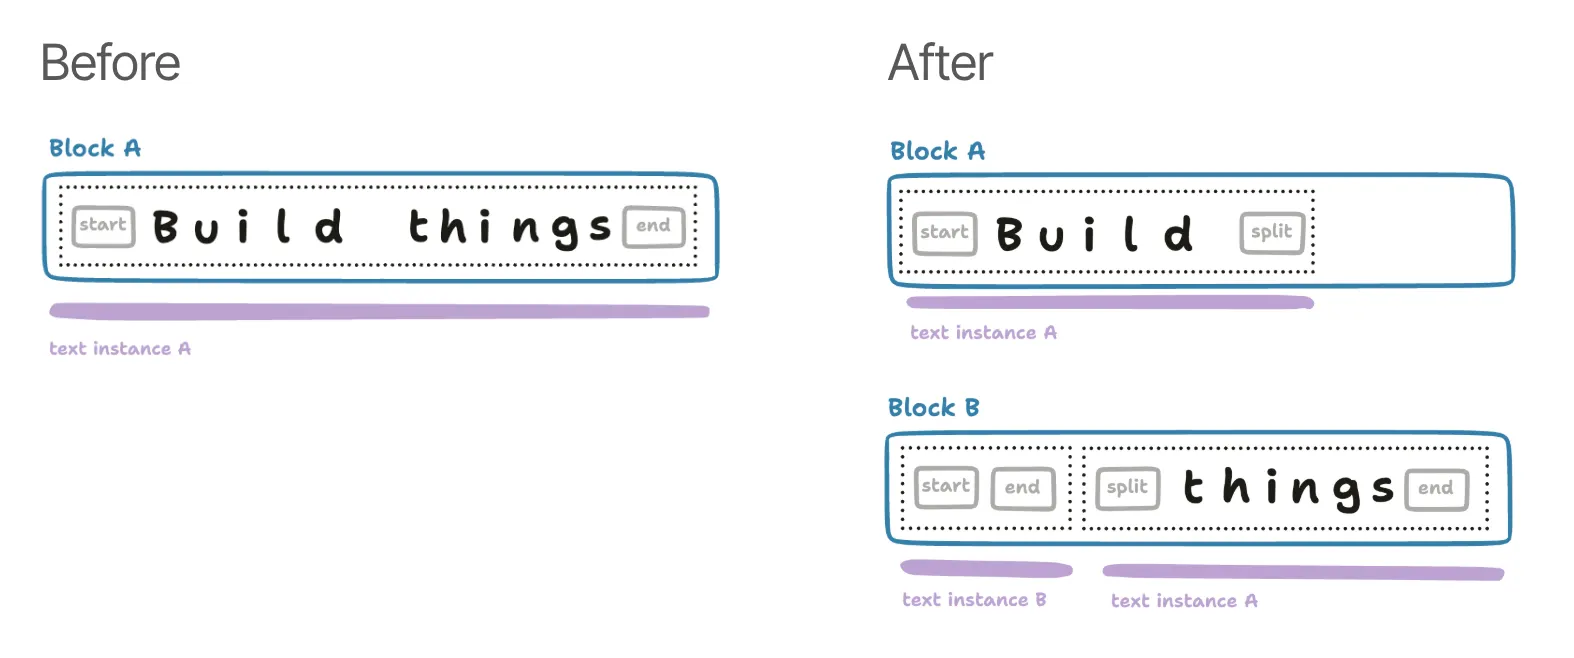 Before
Block A
start Build things end
text instance A
After
Block A
start Build split
text instance A
Block B
start end split things end
text instance B text instance A